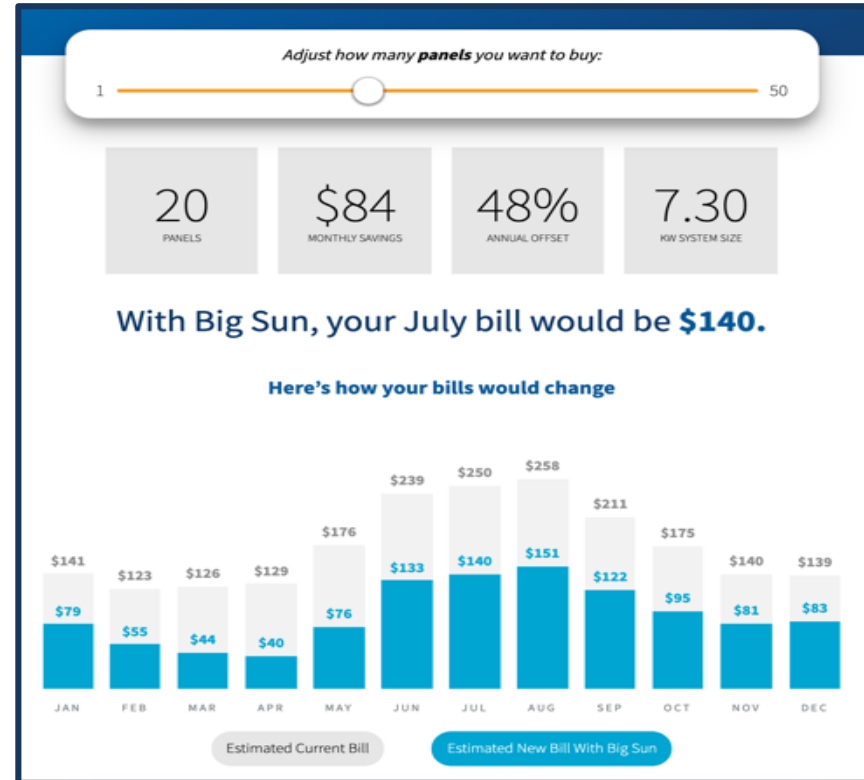 Adjust how many panels you want to buy:
1 50
20 $84 48% 7.30
PANELS MONTHLY SAVINGS ANNUAL OFFSET KW SYSTEM SIZE
With Big Sun, your July bill would be $140.
Here's how your bills would change
$141 $123 $126 $129 $176 $239 $250 $258 $211 $175 $140 $139
$79 $55 $44 $40 $76 $133 $140 $151 $122 $95 $81 $83
JAN FEB MAR APR MAY JUN JUL AUG SEP OCT NOV DEC
Estimated Current Bill Estimated New Bill With Big Sun